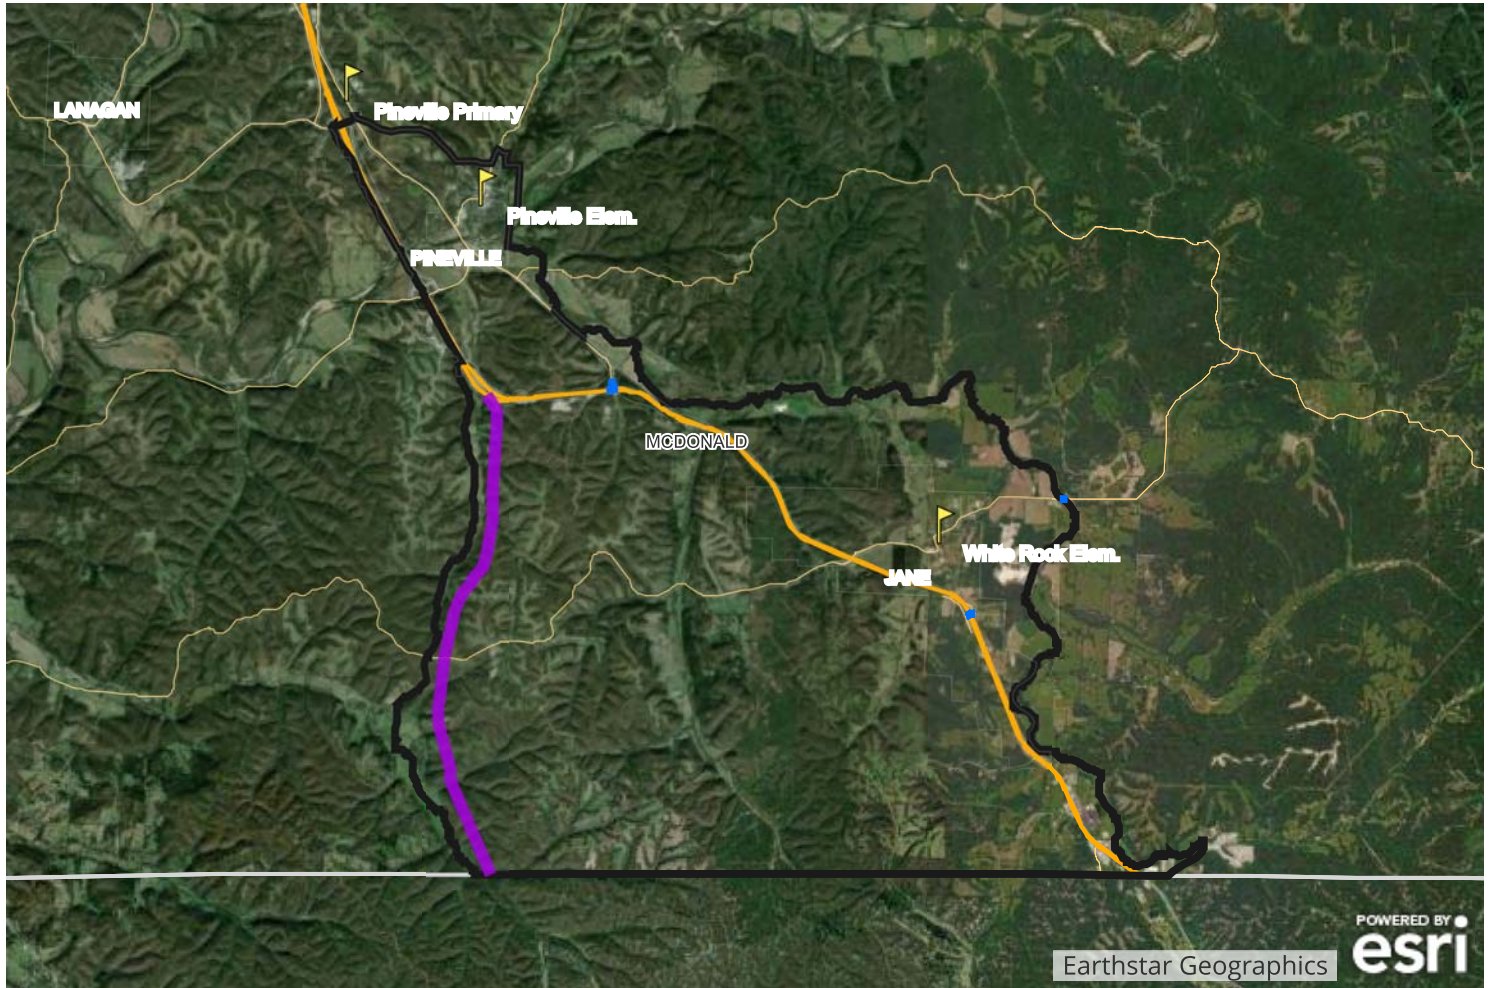 LANAGAN
Pineville Primary
Pineville Elem.
PINEVILLE
MCDONALD
White Rock Elem.
JANE
POWERED BY
esri
Earthstar Geographics